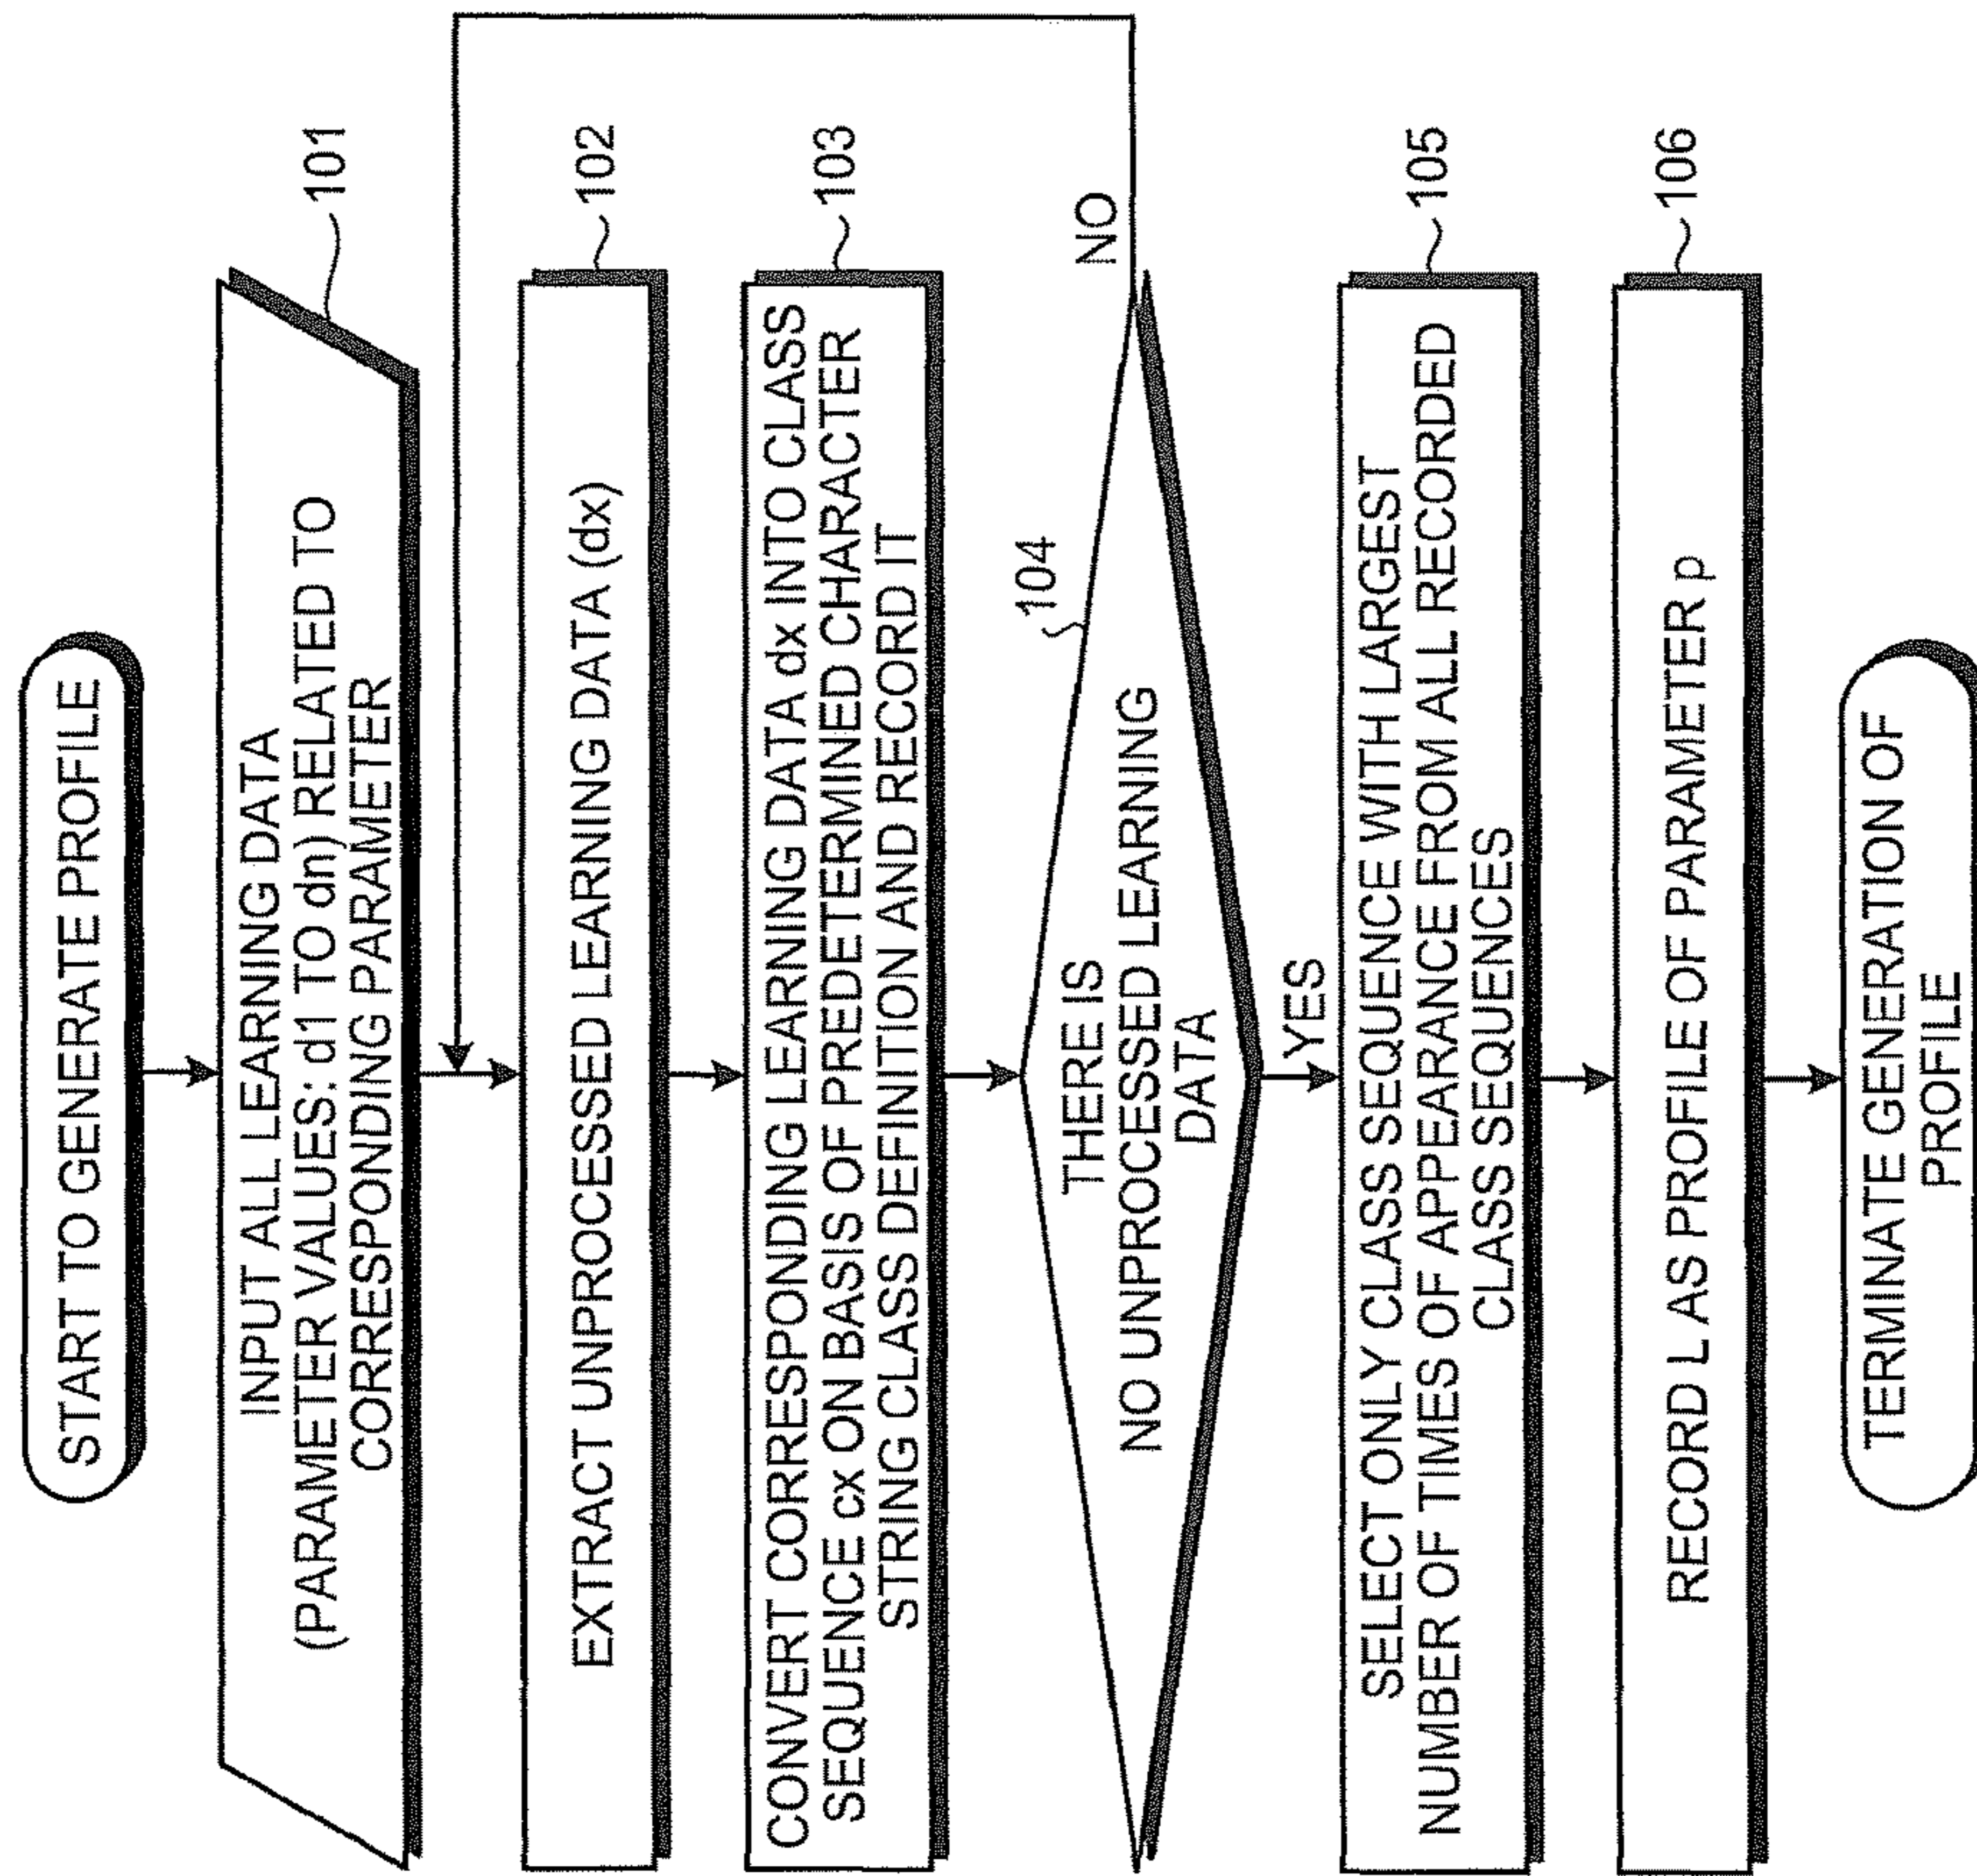 START TO GENERATE PROFILE
INPUT ALL LEARNING DATA
(PARAMETER VALUES: d1 TO dn) RELATED TO
CORRESPONDING PARAMETER
101
EXTRACT UNPROCESSED LEARNING DATA (dx)
102
CONVERT CORRESPONDING LEARNING DATA dx INTO CLASS
SEQUENCE cx ON BASIS OF PREDETERMINED CHARACTER
STRING CLASS DEFINITION AND RECORD IT
103
104
THERE IS
NO UNPROCESSED LEARNING
DATA
NO
YES
SELECT ONLY CLASS SEQUENCE WITH LARGEST
NUMBER OF TIMES OF APPEARANCE FROM ALL RECORDED
CLASS SEQUENCES
105
RECORD L AS PROFILE OF PARAMETER p
106
TERMINATE GENERATION OF
PROFILE